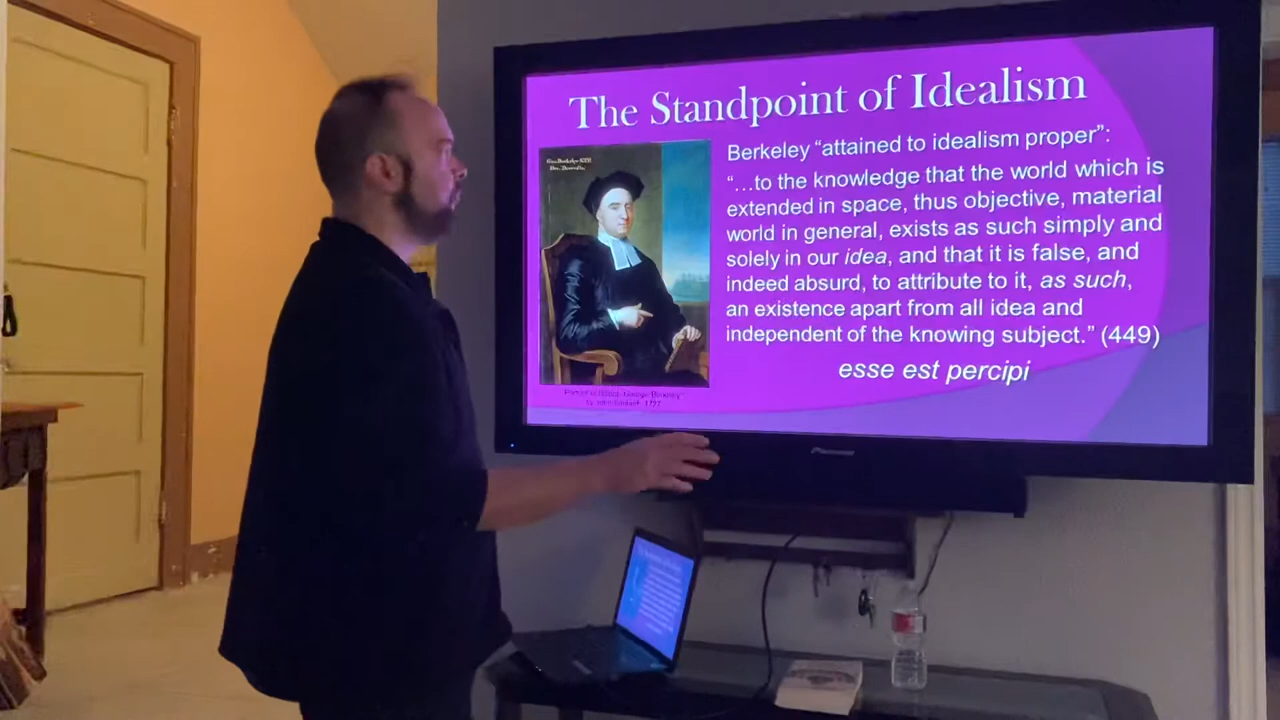 The Standpoint of Idealism
Berkeley “attained to idealism proper”:
“…to the knowledge that the world which is
extended in space, thus objective, material
world in general, exists as such simply and
solely in our idea, and that it is false, and
indeed absurd, to attribute to it, as such,
an existence apart from all idea and
independent of the knowing subject.” (449)
esse est percipi